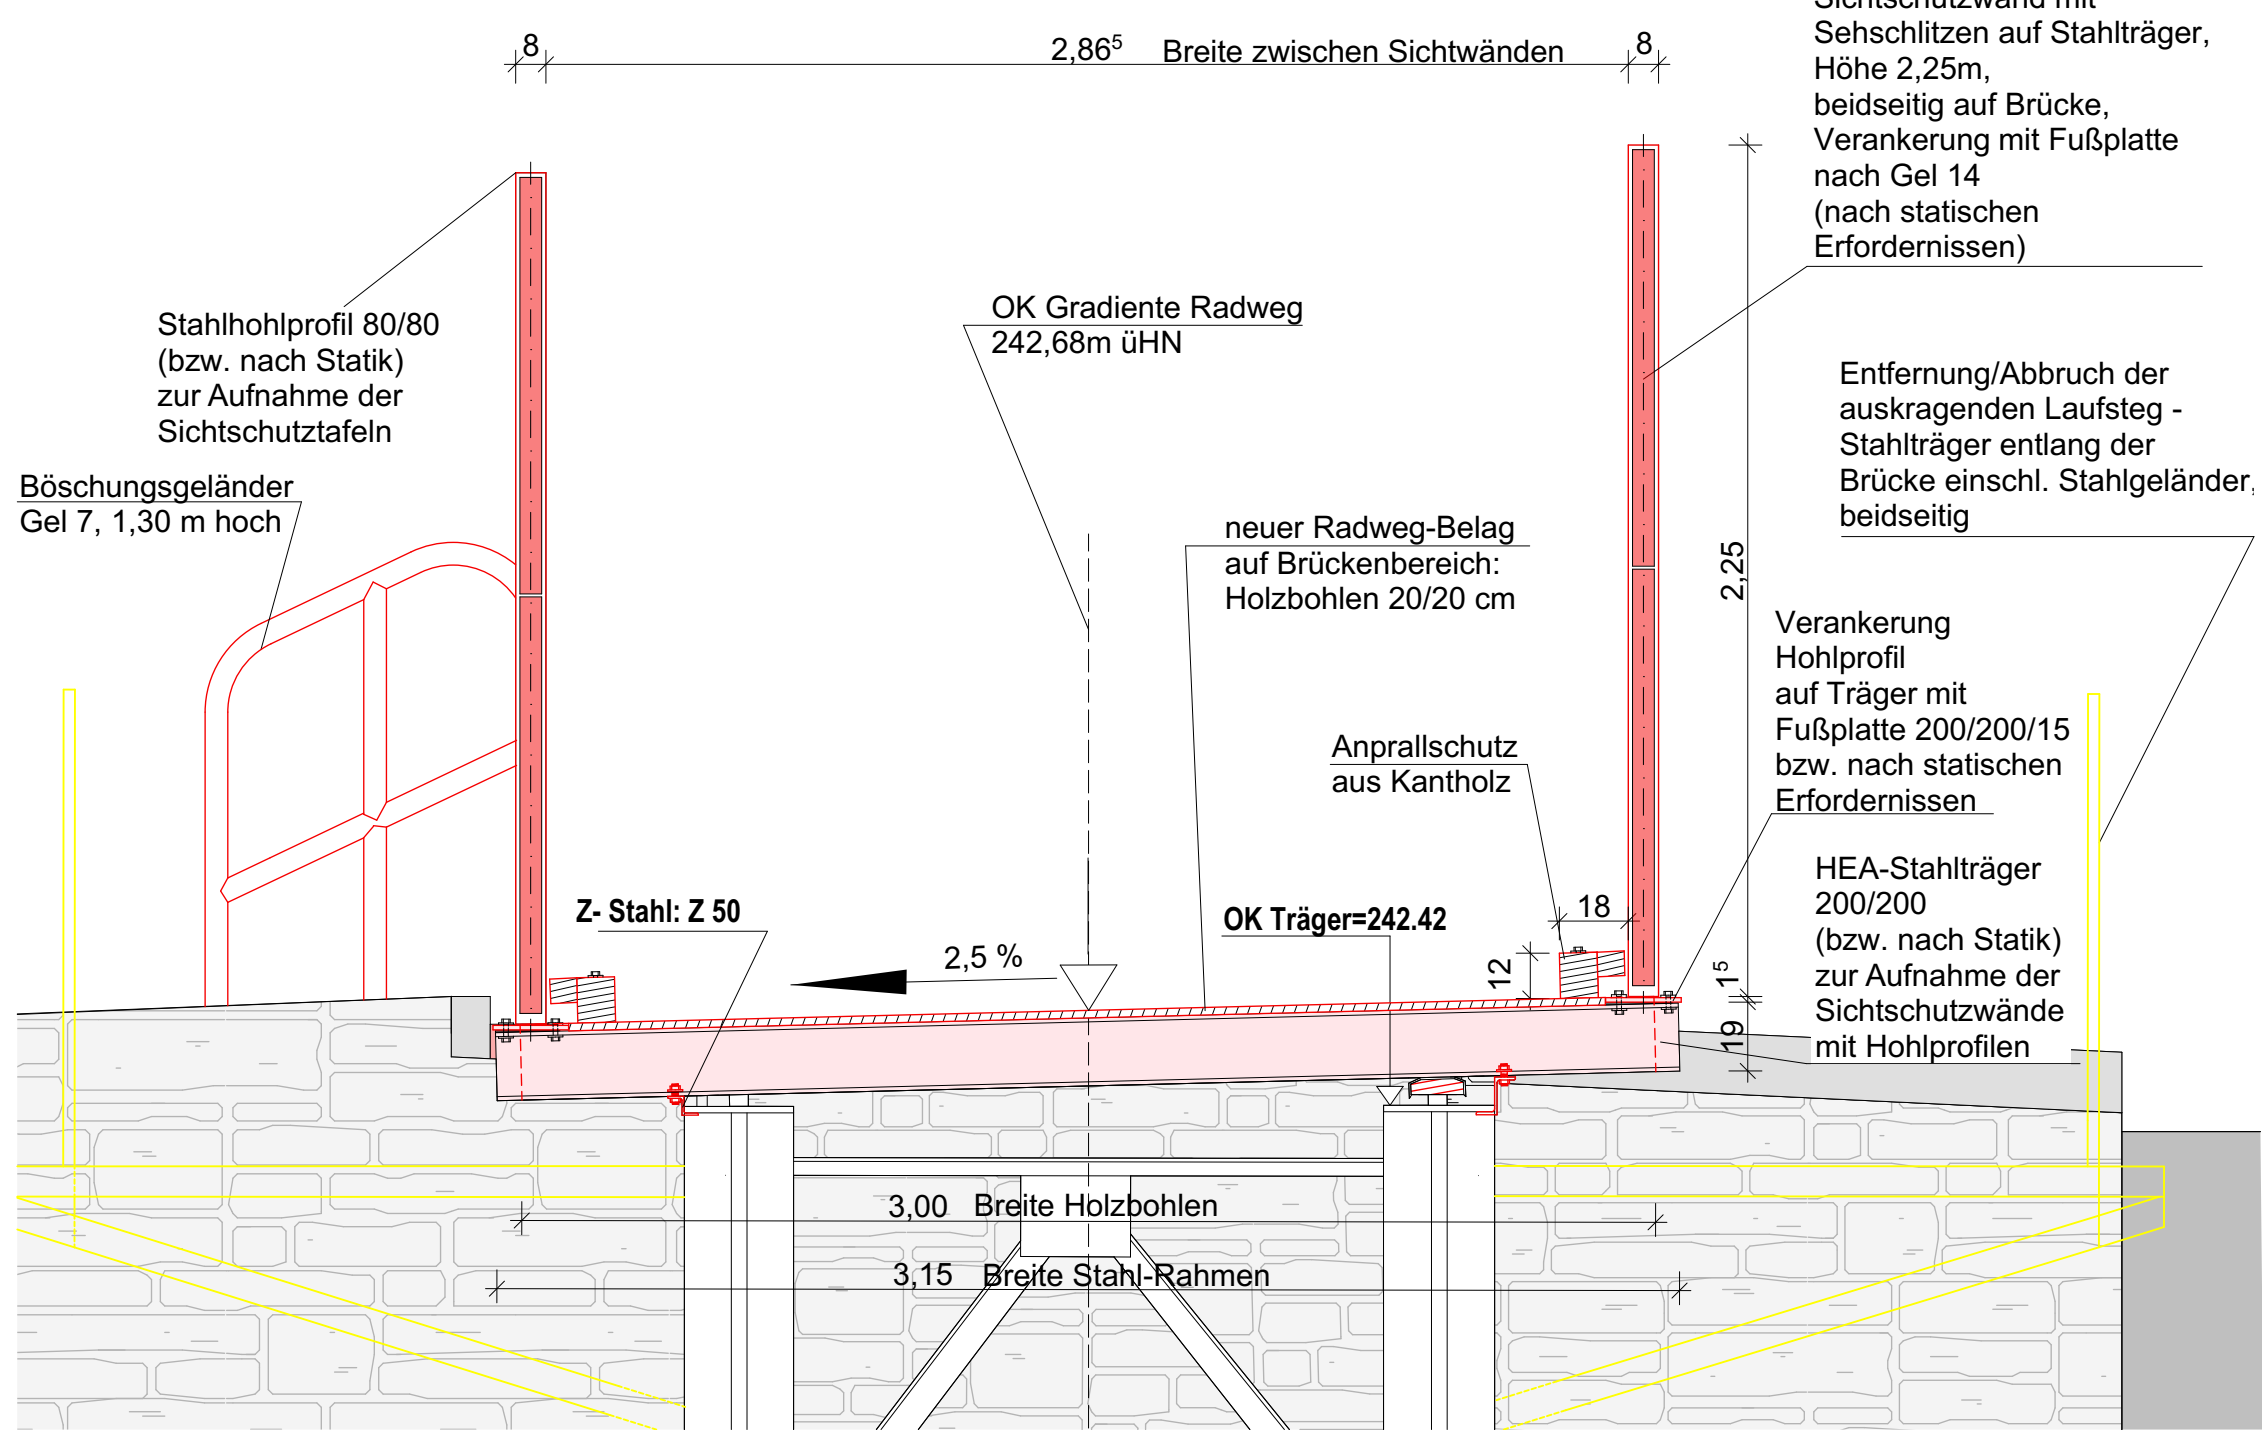 8
2,86⁵ Breite zwischen Sichtwänden
8
Sichtschutzwand mit
Sehschlitzen auf Stahlträger,
Höhe 2,25m,
beidseitig auf Brücke,
Verankerung mit Fußplatte
nach Gel 14
(nach statischen
Erfordernissen)
Stahlhohlprofil 80/80
(bzw. nach Statik)
zur Aufnahme der
Sichtschutztafeln
OK Gradiente Radweg
242,68m üHN
Entfernung/Abbruch der
auskragenden Laufsteg -
Stahlträger entlang der
Brücke einschl. Stahlgeländer,
beidseitig
Böschungsgeländer
Gel 7, 1,30 m hoch
neuer Radweg-Belag
auf Brückenbereich:
Holzbohlen 20/20 cm
2,25
Verankerung
Hohlprofil
auf Träger mit
Fußplatte 200/200/15
bzw. nach statischen
Erfordernissen
Anprallschutz
aus Kantholz
HEA-Stahlträger
200/200
(bzw. nach Statik)
zur Aufnahme der
Sichtschutzwände
mit Hohlprofilen
Z- Stahl: Z 50
OK Träger=242.42
18
2,5 %
12
1⁵
19
3,00 Breite Holzbohlen
3,15 Breite Stahl-Rahmen